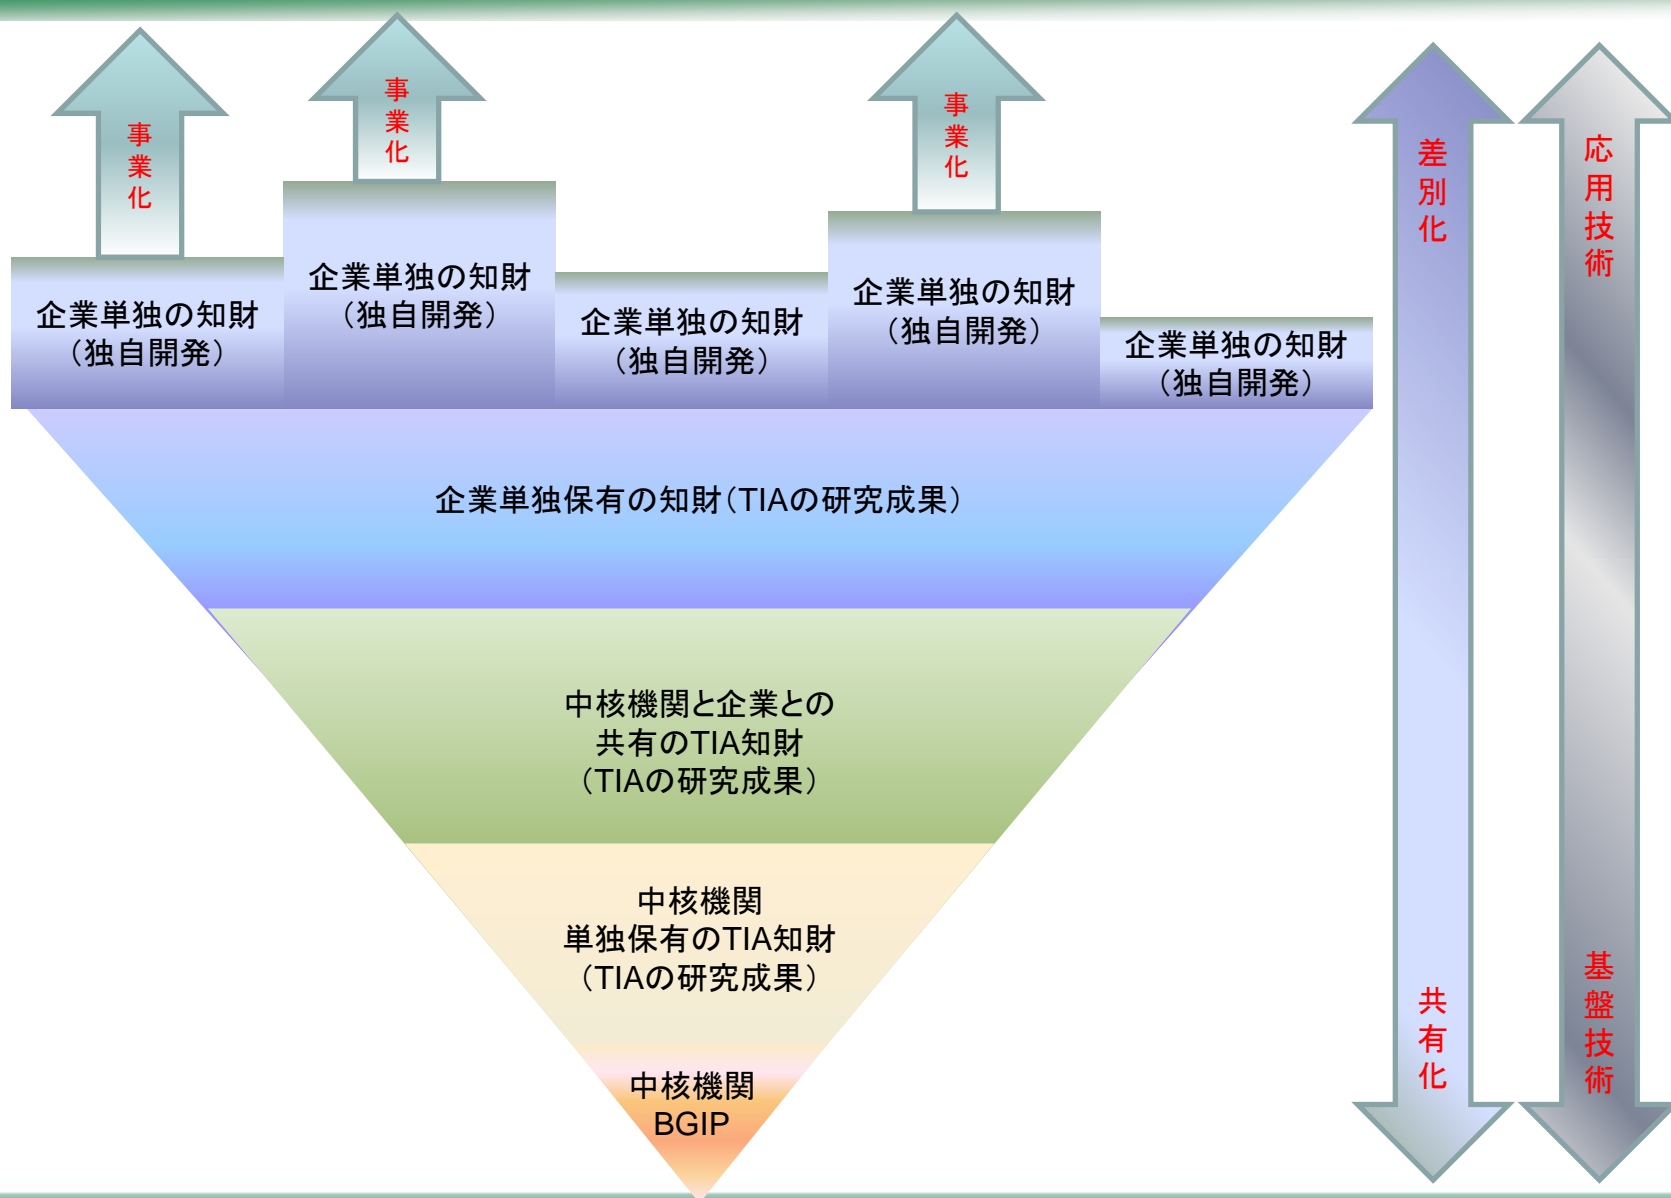 事業化
事業化
事業化
企業単独の知財
（独自開発）
企業単独の知財
（独自開発）
企業単独の知財
（独自開発）
企業単独の知財
（独自開発）
企業単独の知財
（独自開発）
企業単独保有の知財（TIAの研究成果）
中核機関と企業との
共有のTIA知財
（TIAの研究成果）
中核機関
単独保有のTIA知財
（TIAの研究成果）
中核機関
BGIP
差別化
共有化
応用技術
基盤技術